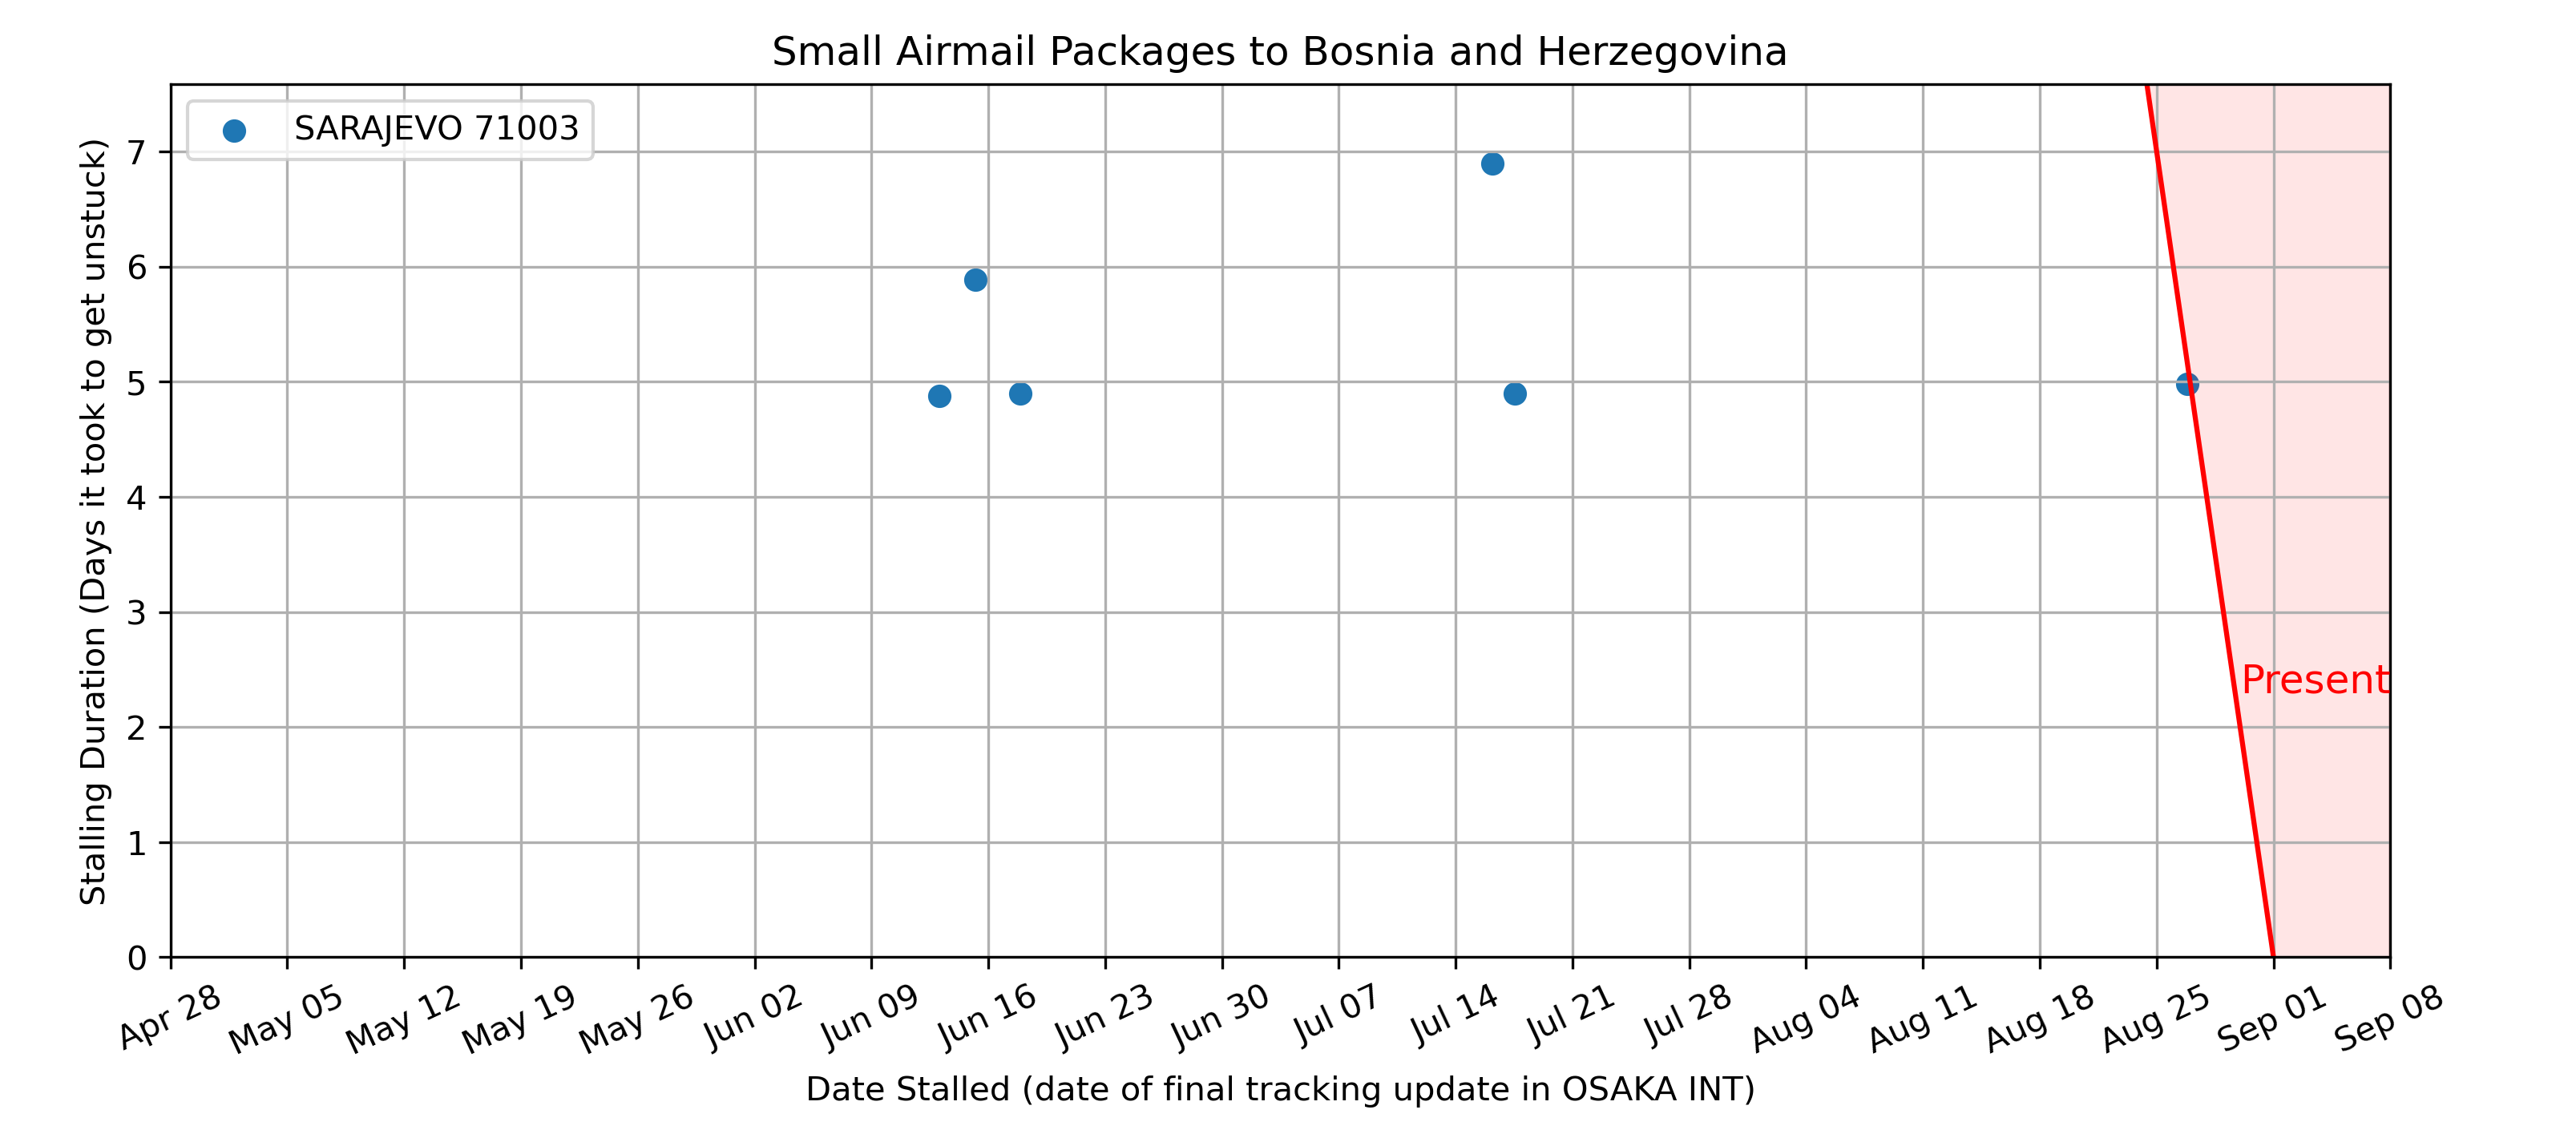 Small Airmail Packages to Bosnia and Herzegovina
SARAJEVO 71003
Stalling Duration (Days it took to get unstuck)
7
6
5
4
3
2
1
0
Present
Apr 28
May 05
May 12
May 19
May 26
Jun 02
Jun 09
Jun 16
Jun 23
Jun 30
Jul 07
Jul 14
Jul 21
Jul 28
Aug 04
Aug 11
Aug 18
Aug 25
Sep 01
Sep 08
Date Stalled (date of final tracking update in OSAKA INT)